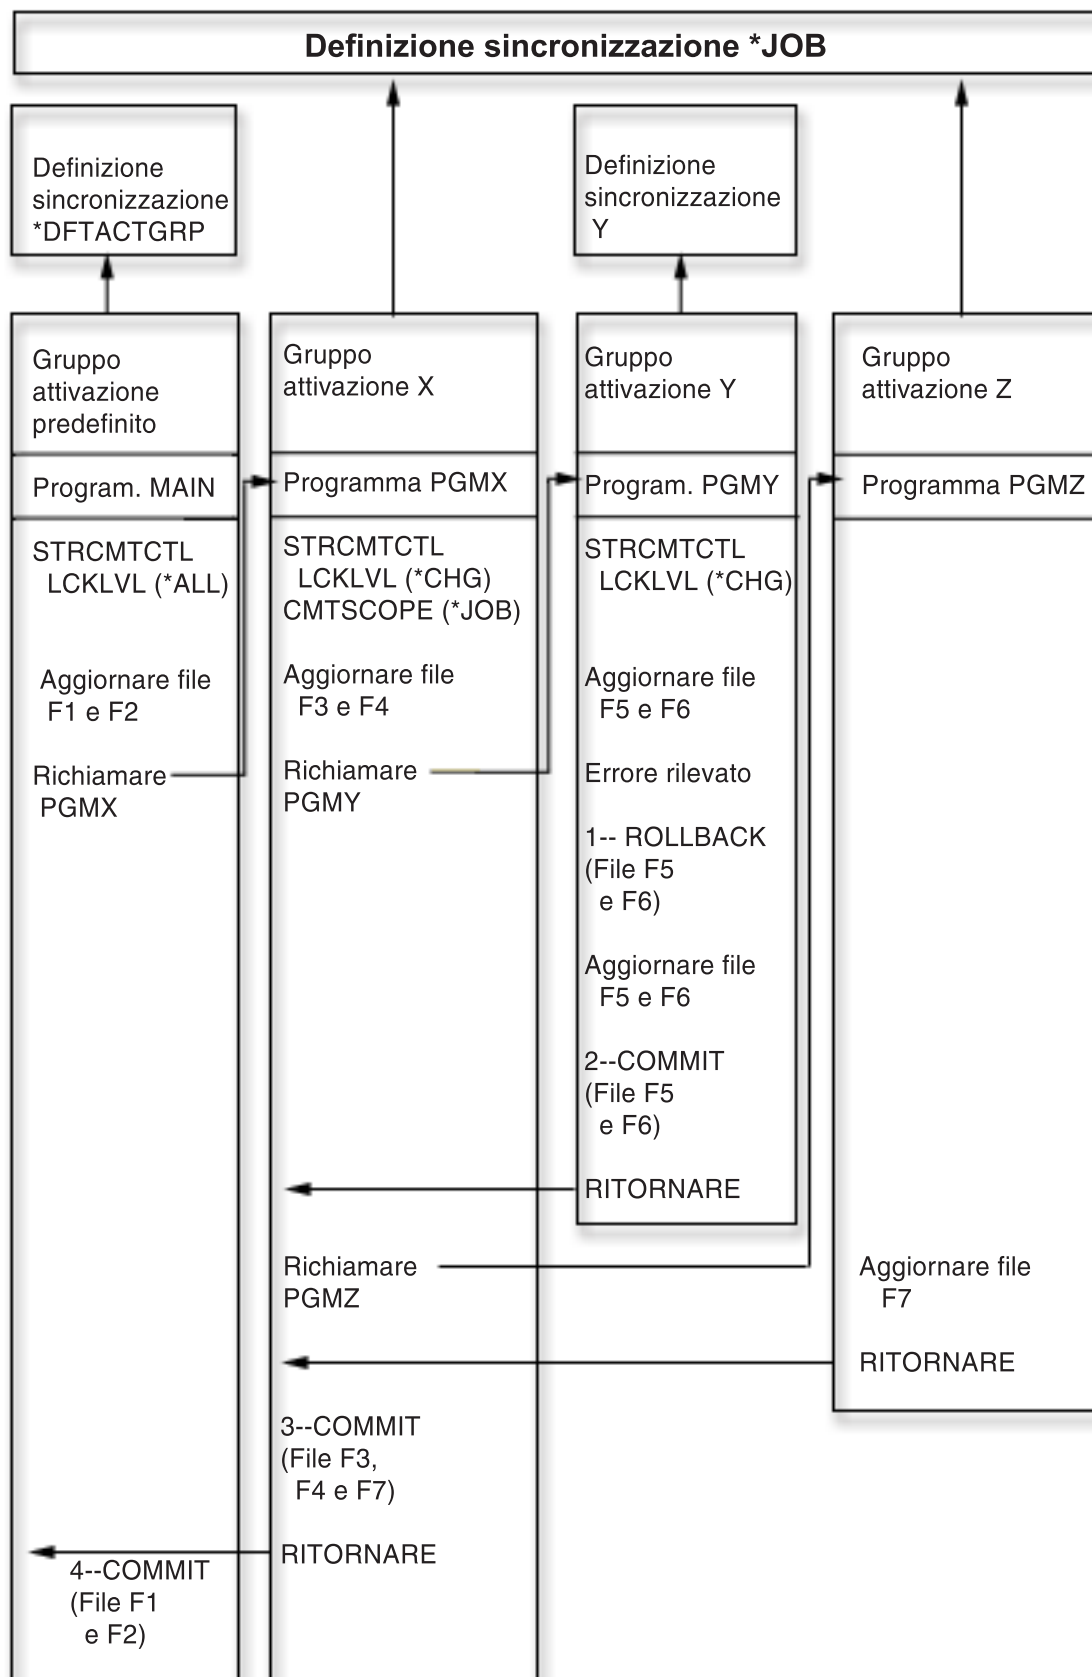 Definizione sincronizzazione *JOB
Definizione
sincronizzazione
*DFTACTGRP
Definizione
sincronizzazione
Y
Gruppo
attivazione
predefinito
Program. MAIN
STRCMTCTL
LCKLVL (*ALL)
Aggiornare file
F1 e F2
Richiamare
PGMX
4--COMMIT
(File F1
e F2)
Gruppo
attivazione X
Programma PGMX
STRCMTCTL
LCKLVL (*CHG)
CMTSCOPE (*JOB)
Aggiornare file
F3 e F4
Richiamare
PGMY
Richiamare
PGMZ
3--COMMIT
(File F3,
F4 e F7)
RITORNARE
Gruppo
attivazione Y
Program. PGMY
STRCMTCTL
LCKLVL (*CHG)
Aggiornare file
F5 e F6
Errore rilevato
1-- ROLLBACK
(File F5
e F6)
Aggiornare file
F5 e F6
2--COMMIT
(File F5
e F6)
RITORNARE
Gruppo
attivazione Z
Programma PGMZ
Aggiornare file
F7
RITORNARE